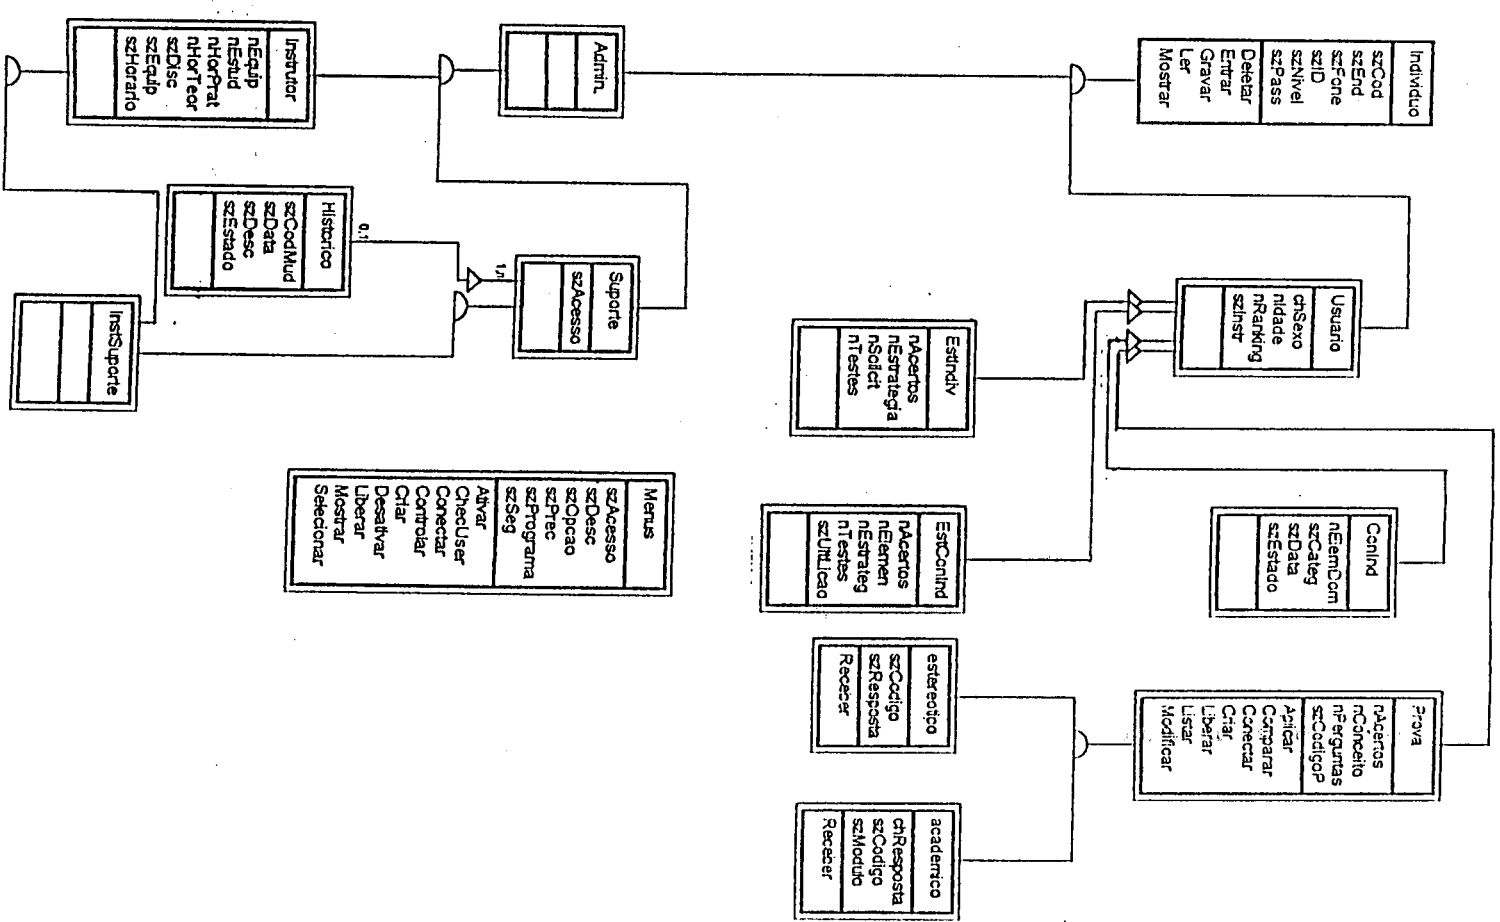 Individuo
szCod
szEnd
szFone
szID
szNivel
szPass
Deletar
Entrar
Gravar
Ler
Mostrar
Admin.
Instrutor
nEquip
nEstud
nHorPrat
nHorTeor
szDisc
szEquip
szHorario
Usuario
chSexo
nIdade
nRanking
szInstr
Suporte
szAcesso
1,n
Historico
szCodMud
szData
szDesc
szEstado
0,1
InstSuporte
EstIndiv
nAcertos
nEstrategia
nSolicit
nTestes
ConInd
nElemDom
szCateg
szData
szEstado
EstConInd
nAcertos
nElemen
nEstrateg
nTestes
szUltLicao
Menus
szAcesso
szDesc
szOpcao
szPrec
szPrograma
szSeg
Ativar
ChecUser
Conectar
Controlar
Criar
Desativar
Liberar
Mostrar
Selecionar
Prova
nAcertos
nConceito
nPerguntas
szCodigoP
Aplicar
Comparar
Conectar
Criar
Liberar
Listar
Modificar
estereotipo
szCodigo
szResposta
Receber
academico
chResposta
szCodigo
szModulo
Receber